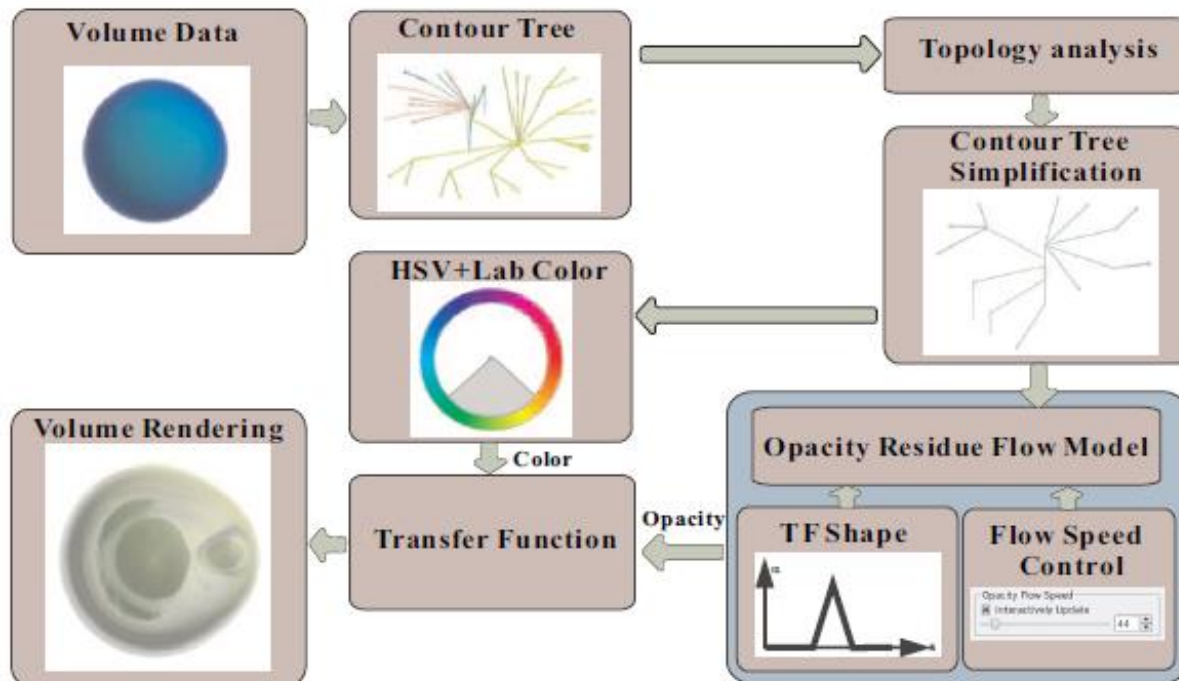 Volume Data
Contour Tree
Topology analysis
Contour Tree
Simplification
HSV+Lab Color
Volume Rendering
Color
Opacity Residue Flow Model
Transfer Function
Opacity
TF Shape
Flow Speed
Control
Opacity Flow Speed
Interactively Update
44